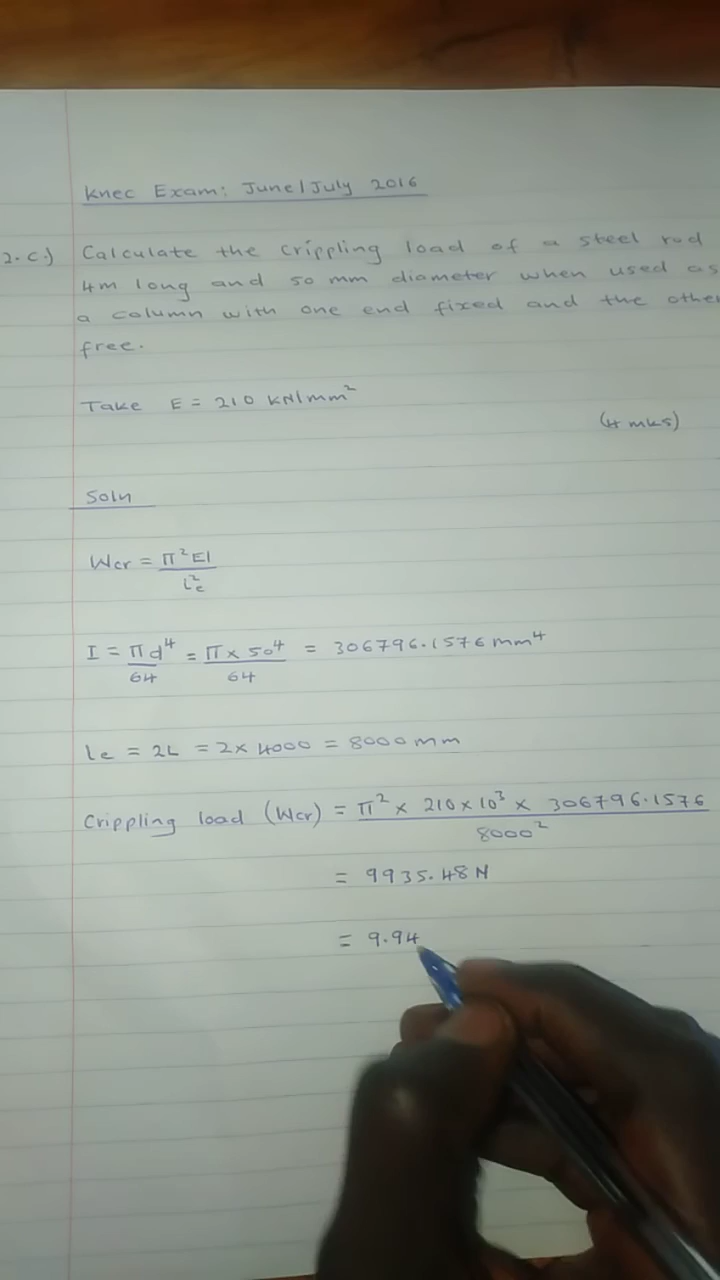 Knec Exam: June/July 2016
2.c.) Calculate the crippling load of a steel rod
4m long and 50 mm diameter when used as
a column with one end fixed and the other
free.
Take E = 210 kN/mm²
(4 mks)
Soln
Wcr = π²EI / Le²
I = πd⁴/64 = π × 50⁴/64 = 306796.1576 mm⁴
Le = 2L = 2 × 4000 = 8000 mm
Crippling load (Wcr) = π² × 210 × 10³ × 306796.1576 / 8000²
= 9935.48 N
= 9.94